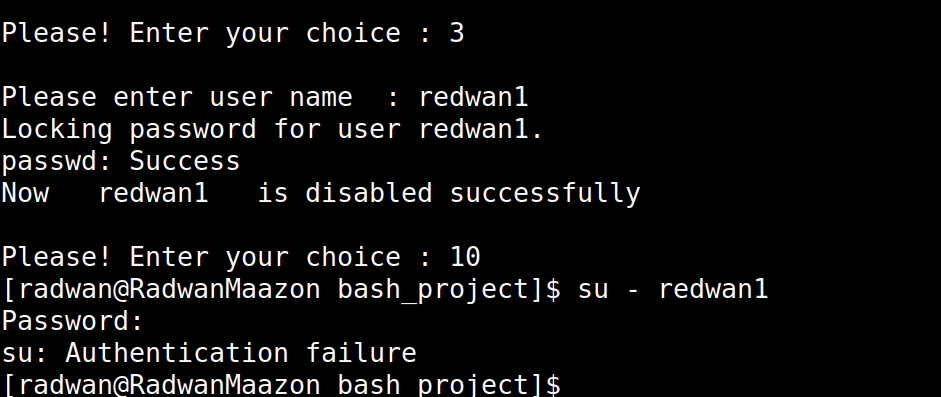 Please! Enter your choice : 3
Please enter user name  : redwan1
Locking password for user redwan1.
passwd: Success
Now   redwan1   is disabled successfully
Please! Enter your choice : 10
[radwan@RadwanMaazon bash_project]$ su - redwan1
Password:
su: Authentication failure
[radwan@RadwanMaazon bash project]$